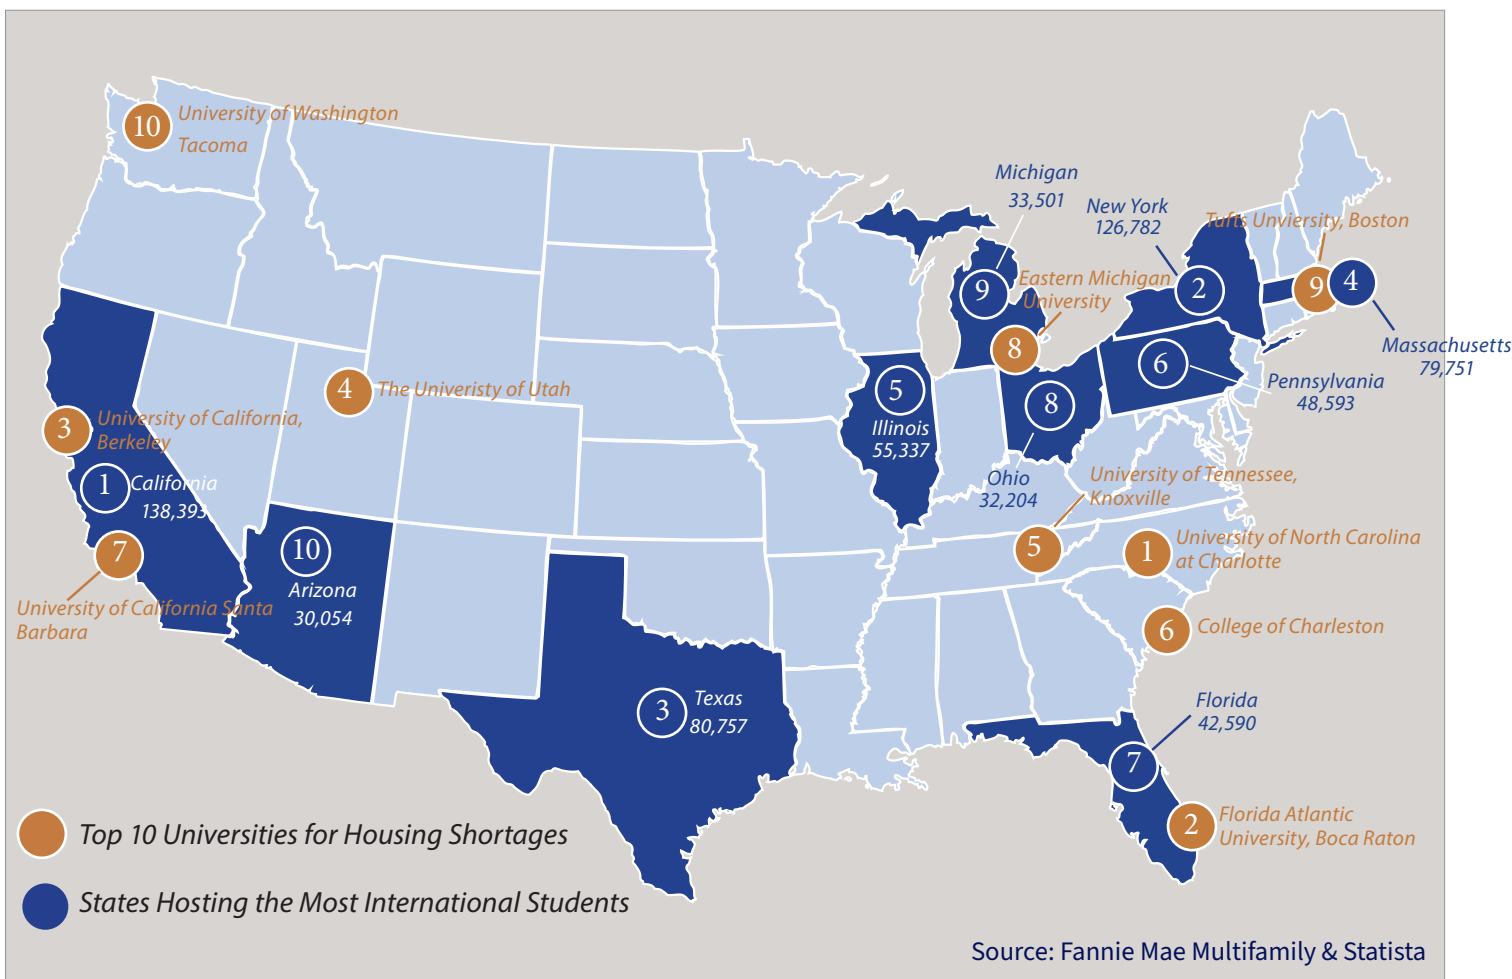 10
University of Washington
Tacoma
Michigan
33,501
New York
126,782
Tufts Unviersity, Boston
9
Eastern Michigan
University
2
9
4
8
Massachusetts
79,751
6
Pennsylvania
48,593
4
The Univeristy of Utah
5
Illinois
55,337
8
Ohio
32,204
3
University of California,
Berkeley
1
California
138,393
7
University of California Santa
Barbara
10
Arizona
30,054
University of Tennessee,
Knoxville
5
1
University of North Carolina
at Charlotte
6
College of Charleston
3
Texas
80,757
Florida
42,590
7
2
Florida Atlantic
University, Boca Raton
Top 10 Universities for Housing Shortages
States Hosting the Most International Students
Source: Fannie Mae Multifamily & Statista